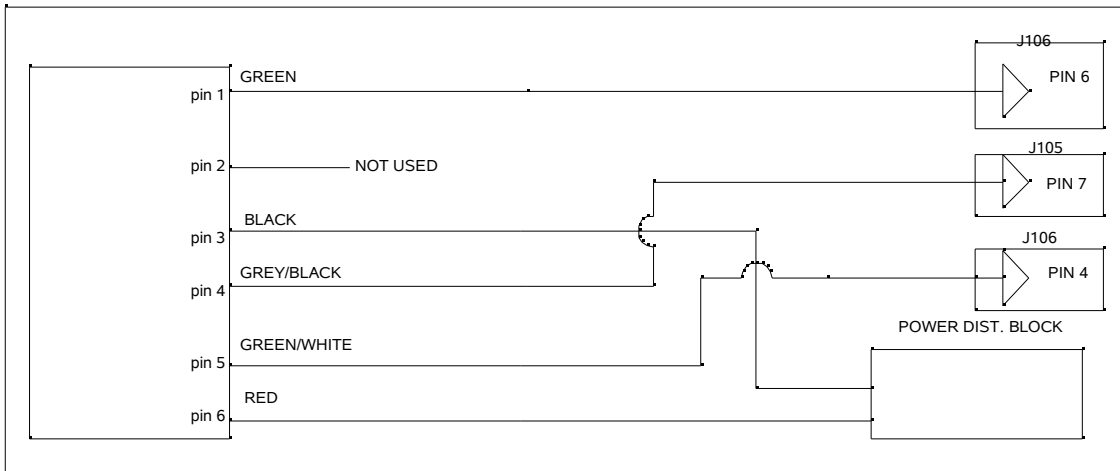 J106
GREEN
PIN 6
pin 1
J105
pin 2
NOT USED
PIN 7
BLACK
pin 3
J106
GREY/BLACK
PIN 4
pin 4
POWER DIST. BLOCK
GREEN/WHITE
pin 5
RED
pin 6